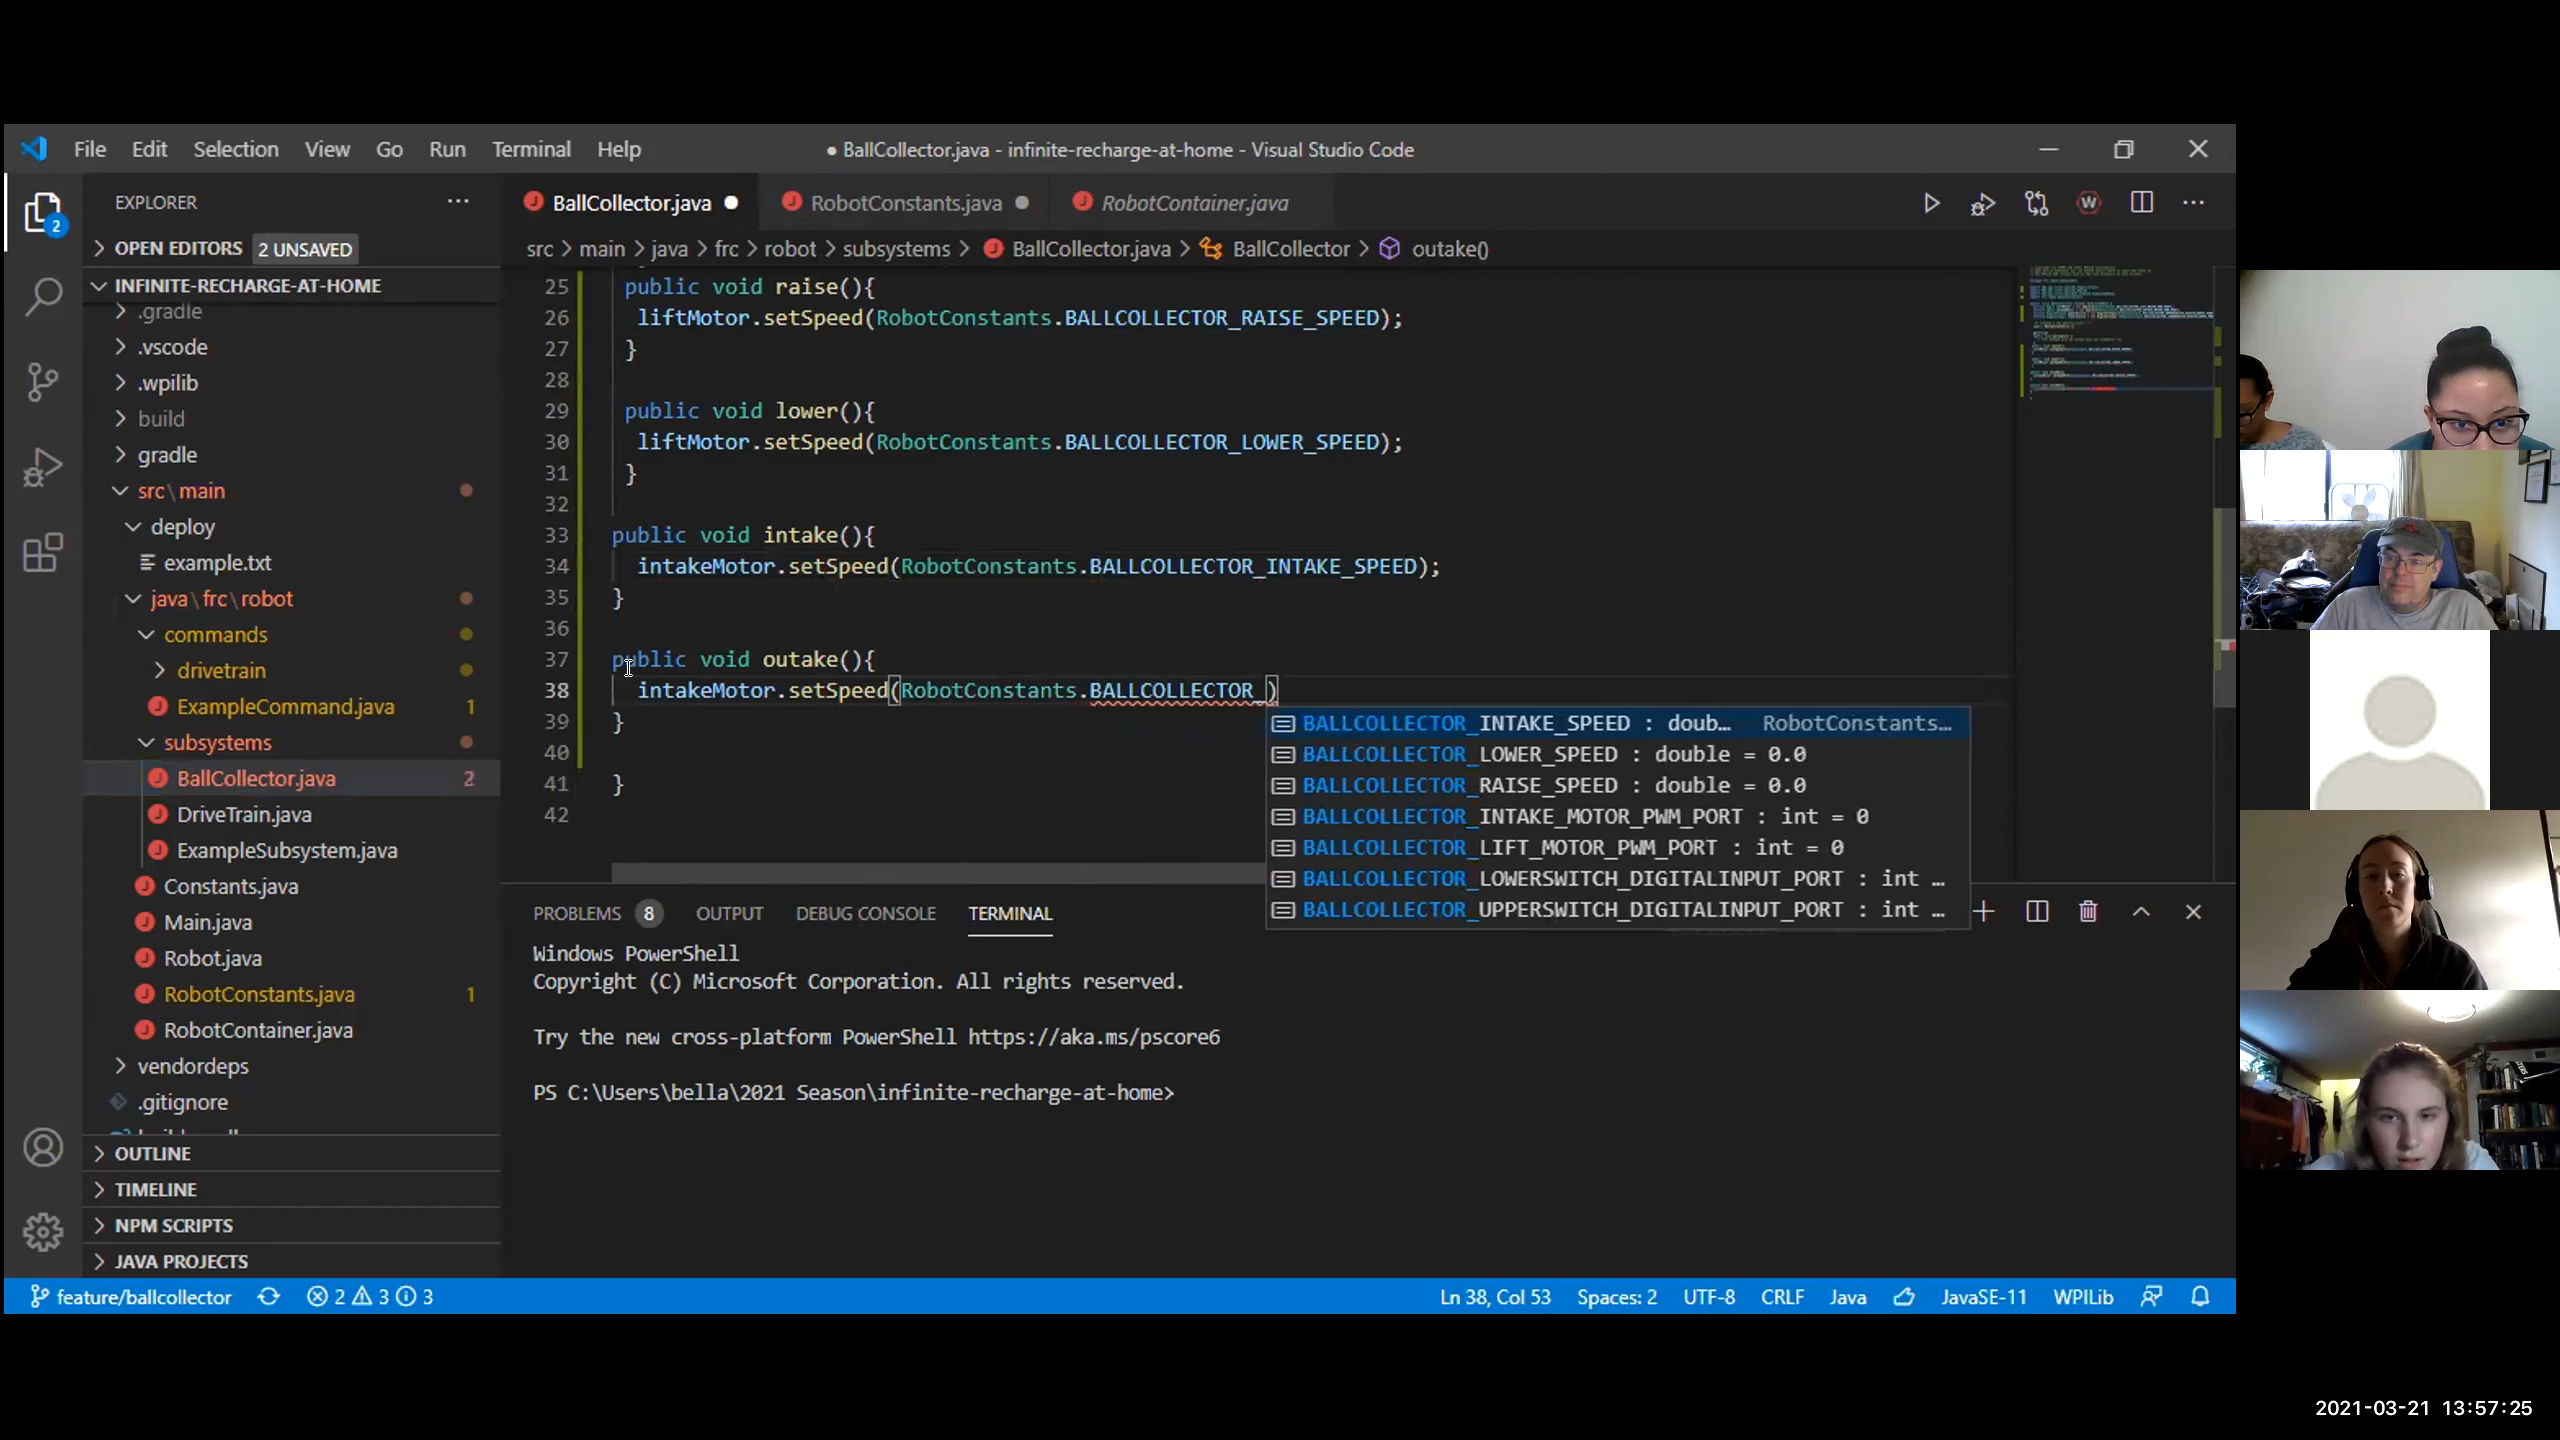 File Edit Selection View Go Run Terminal Help
● BallCollector.java - infinite-recharge-at-home - Visual Studio Code
EXPLORER
OPEN EDITORS 2 UNSAVED
INFINITE-RECHARGE-AT-HOME
.gradle
.vscode
.wpilib
build
gradle
src\main
deploy
example.txt
java\frc\robot
commands
drivetrain
ExampleCommand.java 1
subsystems
BallCollector.java 2
DriveTrain.java
ExampleSubsystem.java
Constants.java
Main.java
Robot.java
RobotConstants.java 1
RobotContainer.java
vendordeps
.gitignore
OUTLINE
TIMELINE
NPM SCRIPTS
JAVA PROJECTS
2
BallCollector.java RobotConstants.java RobotContainer.java
W
src > main > java > frc > robot > subsystems > BallCollector.java > BallCollector > outake()
25 public void raise(){
26 liftMotor.setSpeed(RobotConstants.BALLCOLLECTOR_RAISE_SPEED);
27 }
28
29 public void lower(){
30 liftMotor.setSpeed(RobotConstants.BALLCOLLECTOR_LOWER_SPEED);
31 }
32
33 public void intake(){
34 intakeMotor.setSpeed(RobotConstants.BALLCOLLECTOR_INTAKE_SPEED);
35 }
36
37 public void outake(){
38 intakeMotor.setSpeed(RobotConstants.BALLCOLLECTOR_)
39 }
40
41 }
42
BALLCOLLECTOR_INTAKE_SPEED : doub… RobotConstants…
BALLCOLLECTOR_LOWER_SPEED : double = 0.0
BALLCOLLECTOR_RAISE_SPEED : double = 0.0
BALLCOLLECTOR_INTAKE_MOTOR_PWM_PORT : int = 0
BALLCOLLECTOR_LIFT_MOTOR_PWM_PORT : int = 0
BALLCOLLECTOR_LOWERSWITCH_DIGITALINPUT_PORT : int …
BALLCOLLECTOR_UPPERSWITCH_DIGITALINPUT_PORT : int …
PROBLEMS 8 OUTPUT DEBUG CONSOLE TERMINAL
Windows PowerShell
Copyright (C) Microsoft Corporation. All rights reserved.
Try the new cross-platform PowerShell https://aka.ms/pscore6
PS C:\Users\bella\2021 Season\infinite-recharge-at-home>
feature/ballcollector 2 3 3 Ln 38, Col 53 Spaces: 2 UTF-8 CRLF Java JavaSE-11 WPILib
2021-03-21 13:57:25